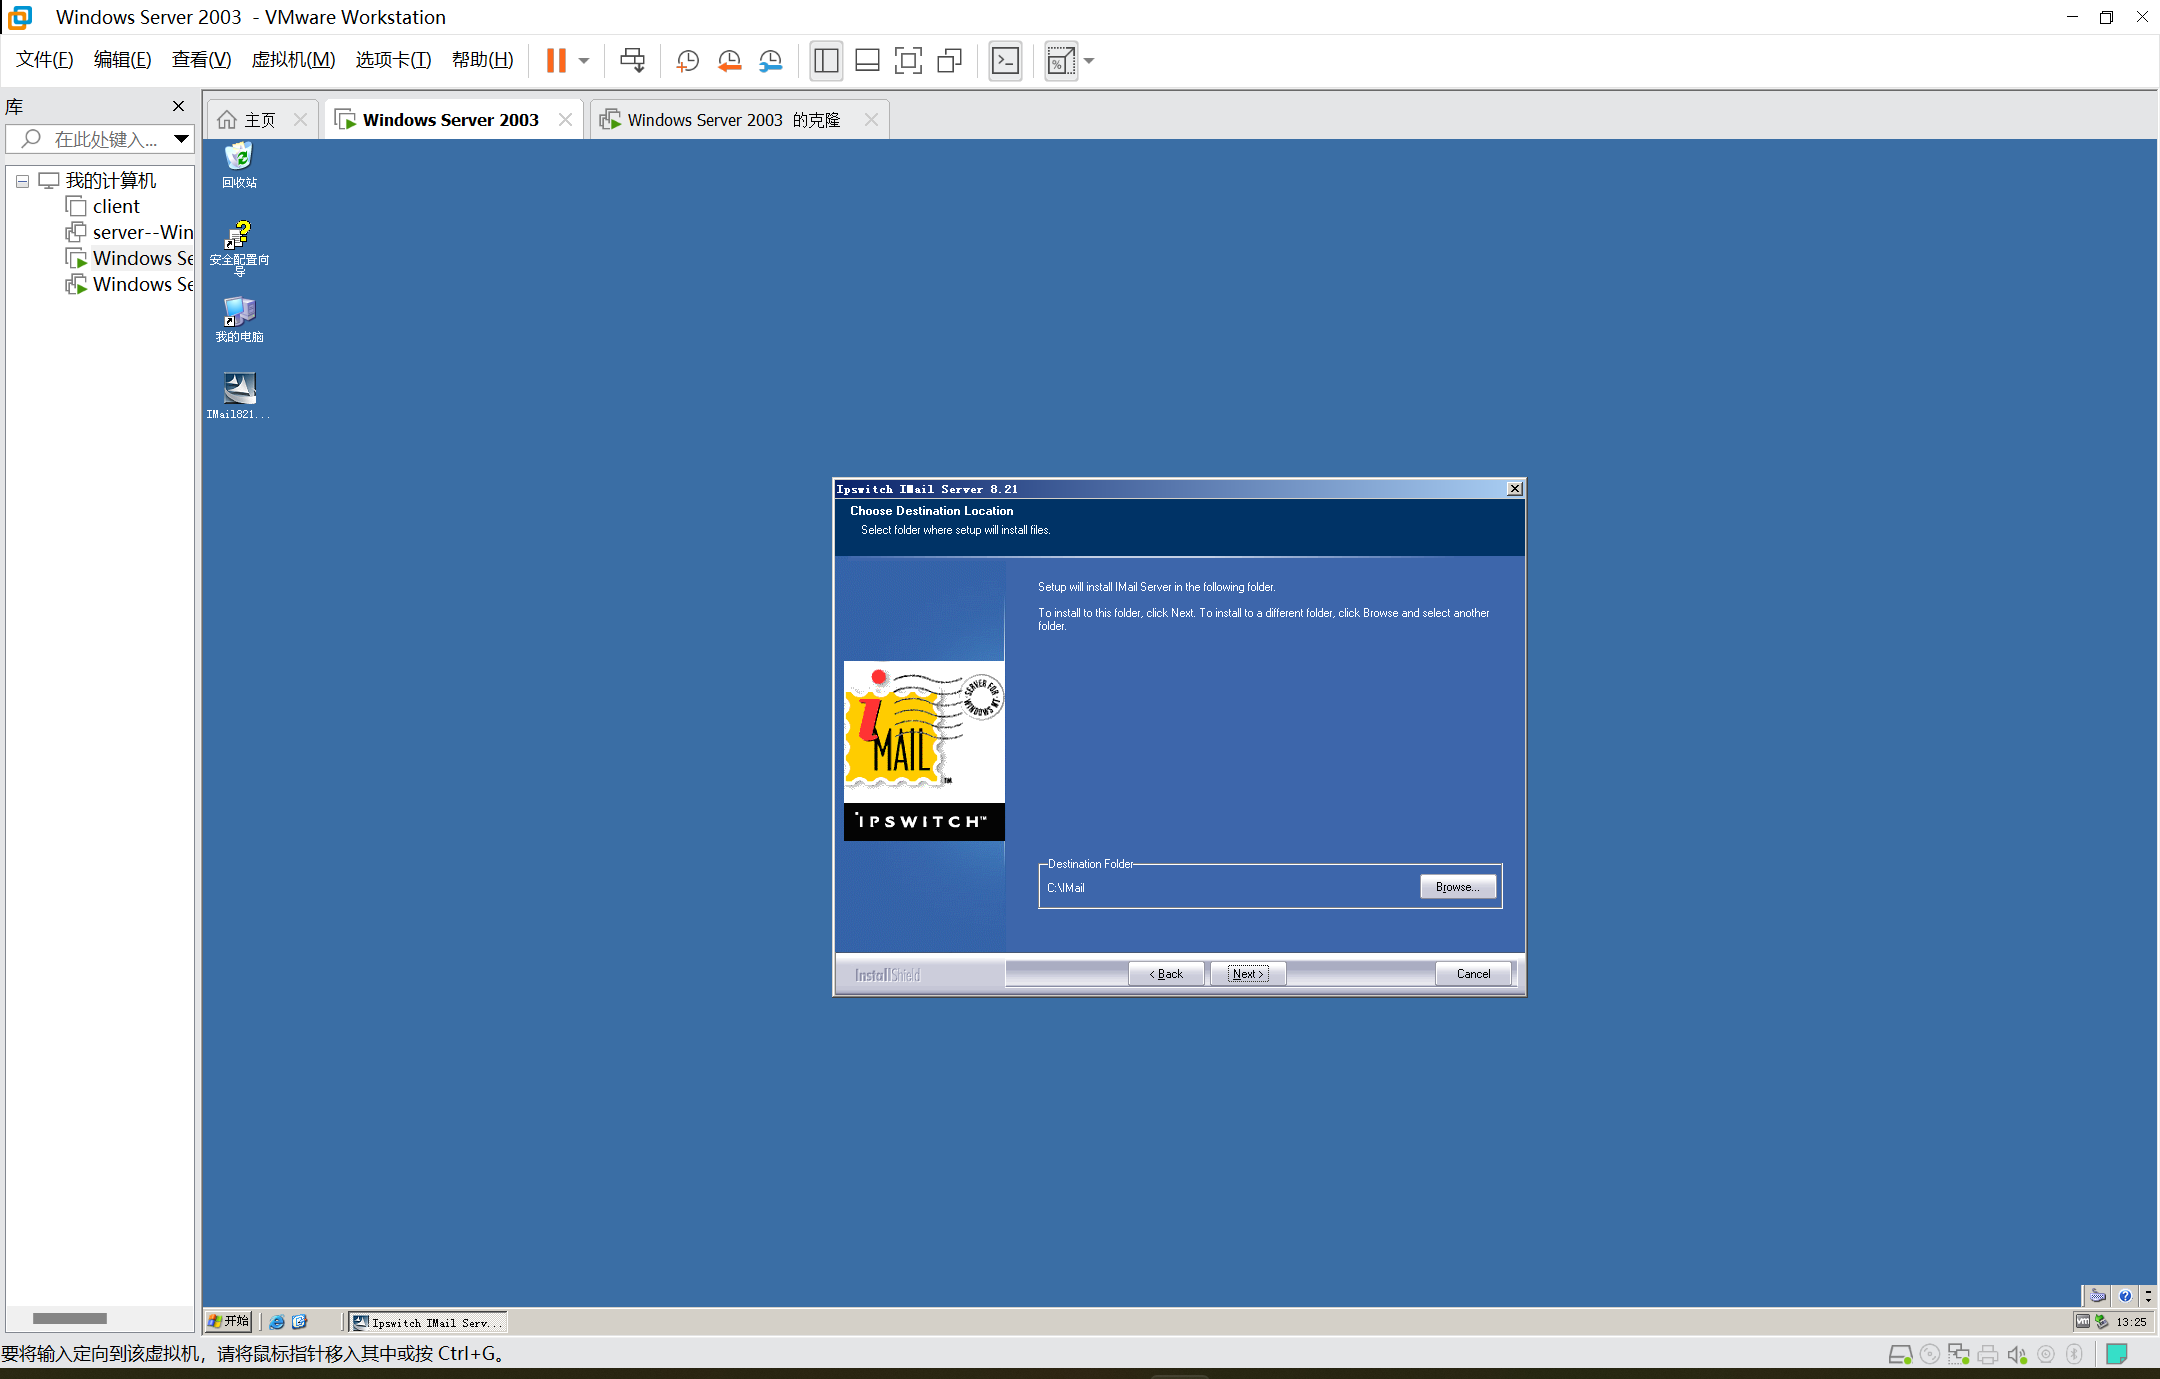 Windows Server 2003 - VMware Workstation
文件(F) 编辑(E) 查看(V) 虚拟机(M) 选项卡(T) 帮助(H)
库
在此处键入...
主页
Windows Server 2003
Windows Server 2003 的克隆
我的计算机
client
server--Win
Windows Se
Windows Se
回收站
安全配置向
导
我的电脑
IMail821...
Ipswitch IMail Server 8.21
Choose Destination Location
Select folder where setup will install files.
Setup will install IMail Server in the following folder.
To install to this folder, click Next. To install to a different folder, click Browse and select another
folder.
SERVER FOR WINDOWS NT
i
MAIL™
IPSWITCH™
Destination Folder
C:\IMail
Browse...
InstallShield
< Back
Next >
Cancel
开始
Ipswitch IMail Serv...
13:25
要将输入定向到该虚拟机，请将鼠标指针移入其中或按 Ctrl+G。